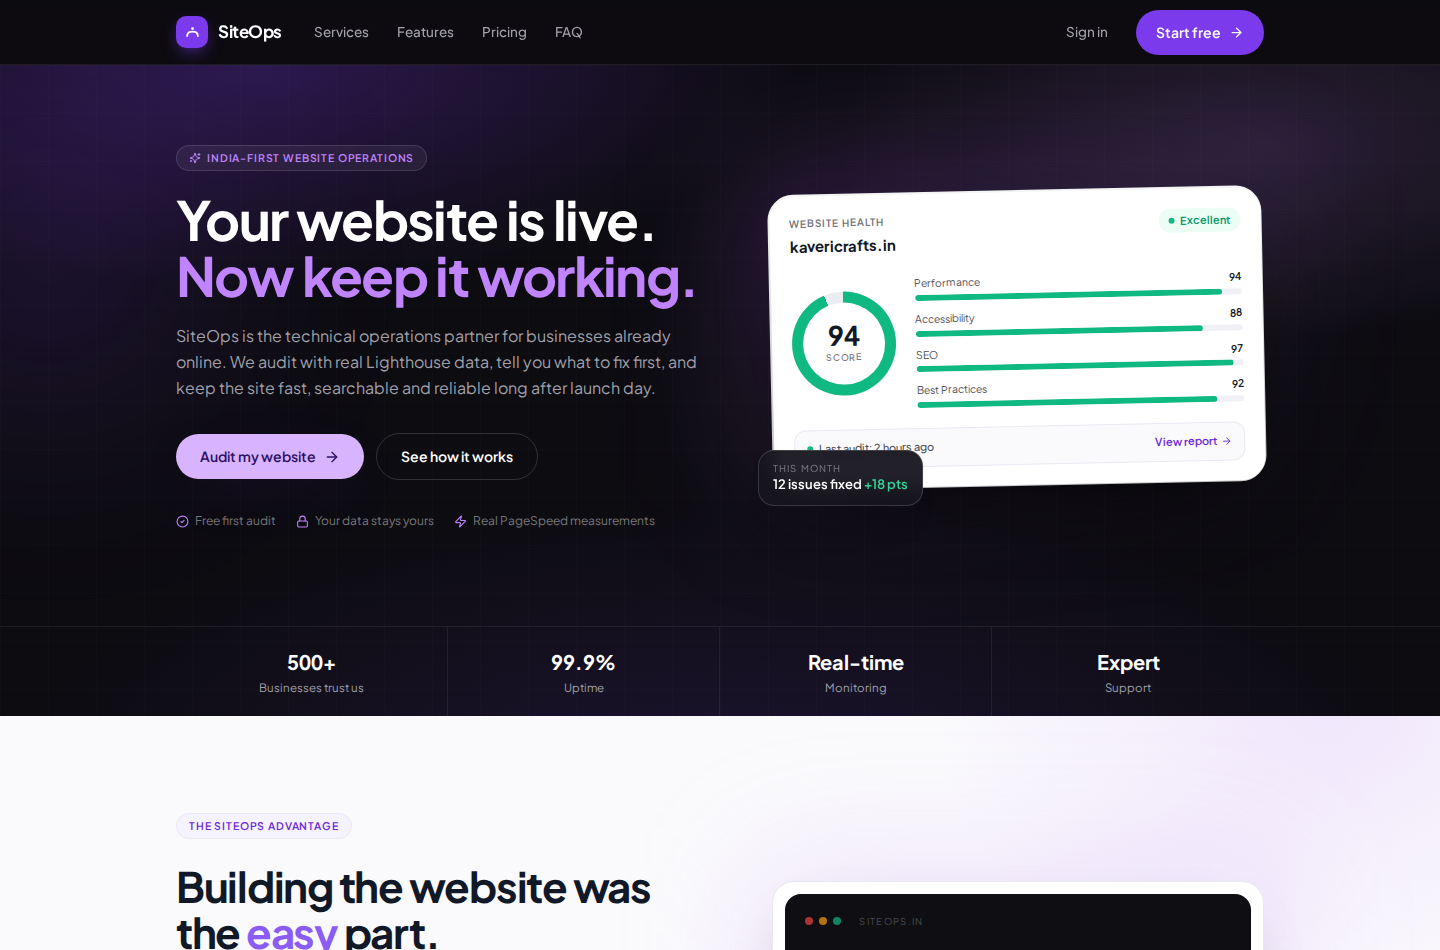 SiteOps
Services
Features
Pricing
FAQ
Sign in
Start free
INDIA-FIRST WEBSITE OPERATIONS
Your website is live.
Now keep it working.
SiteOps is the technical operations partner for businesses already
online. We audit with real Lighthouse data, tell you what to fix first, and
keep the site fast, searchable and reliable long after launch day.
Audit my website
See how it works
Free first audit
Your data stays yours
Real PageSpeed measurements
WEBSITE HEALTH
kavericrafts.in
Excellent
94
SCORE
Performance 94
Accessibility 88
SEO 97
Best Practices 92
Last audit: 2 hours ago
View report
THIS MONTH
12 issues fixed +18 pts
500+
Businesses trust us
99.9%
Uptime
Real-time
Monitoring
Expert
Support
THE SITEOPS ADVANTAGE
Building the website was
the easy part.
SITEOPS.IN